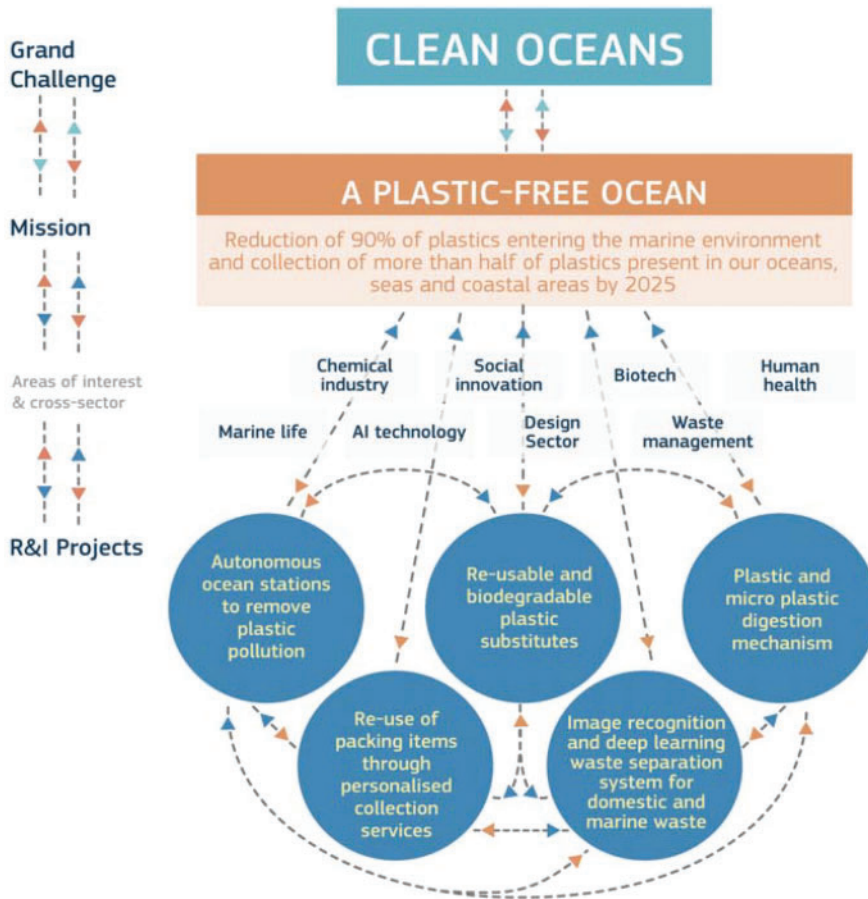 Grand
Challenge
Mission
Areas of interest
& cross-sector
R&I Projects
CLEAN OCEANS
A PLASTIC-FREE OCEAN
Reduction of 90% of plastics entering the marine environment
and collection of more than half of plastics present in our oceans,
seas and coastal areas by 2025
Chemical
industry
Social
innovation
Biotech
Human
health
Marine life
AI technology
Design
Sector
Waste
management
Autonomous
ocean stations
to remove
plastic
pollution
Re-usable and
biodegradable
plastic
substitutes
Plastic and
micro plastic
digestion
mechanism
Re-use of
packing items
through
personalised
collection
services
Image recognition
and deep learning
waste separation
system for
domestic and
marine waste